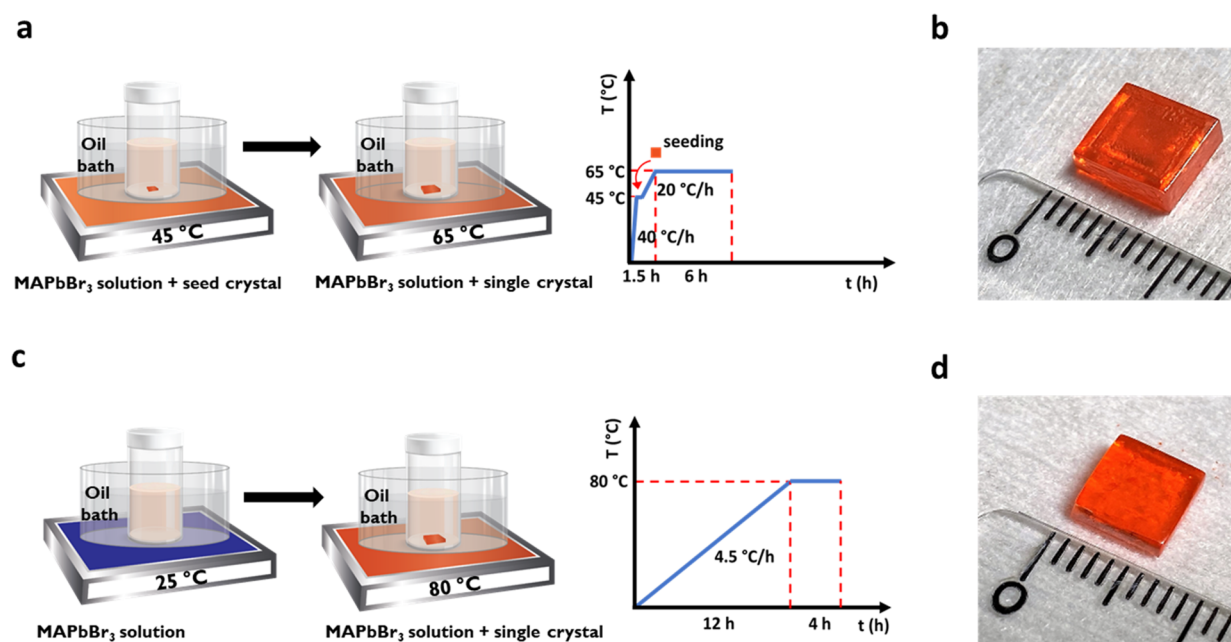 a
Oil
bath
45 °C
MAPbBr₃ solution + seed crystal
Oil
bath
65 °C
MAPbBr₃ solution + single crystal
T (°C)
seeding
65 °C
20 °C/h
45 °C
40 °C/h
1.5 h
6 h
t (h)
b
0
c
Oil
bath
25 °C
MAPbBr₃ solution
Oil
bath
80 °C
MAPbBr₃ solution + single crystal
T (°C)
80 °C
4.5 °C/h
12 h
4 h
t (h)
d
0